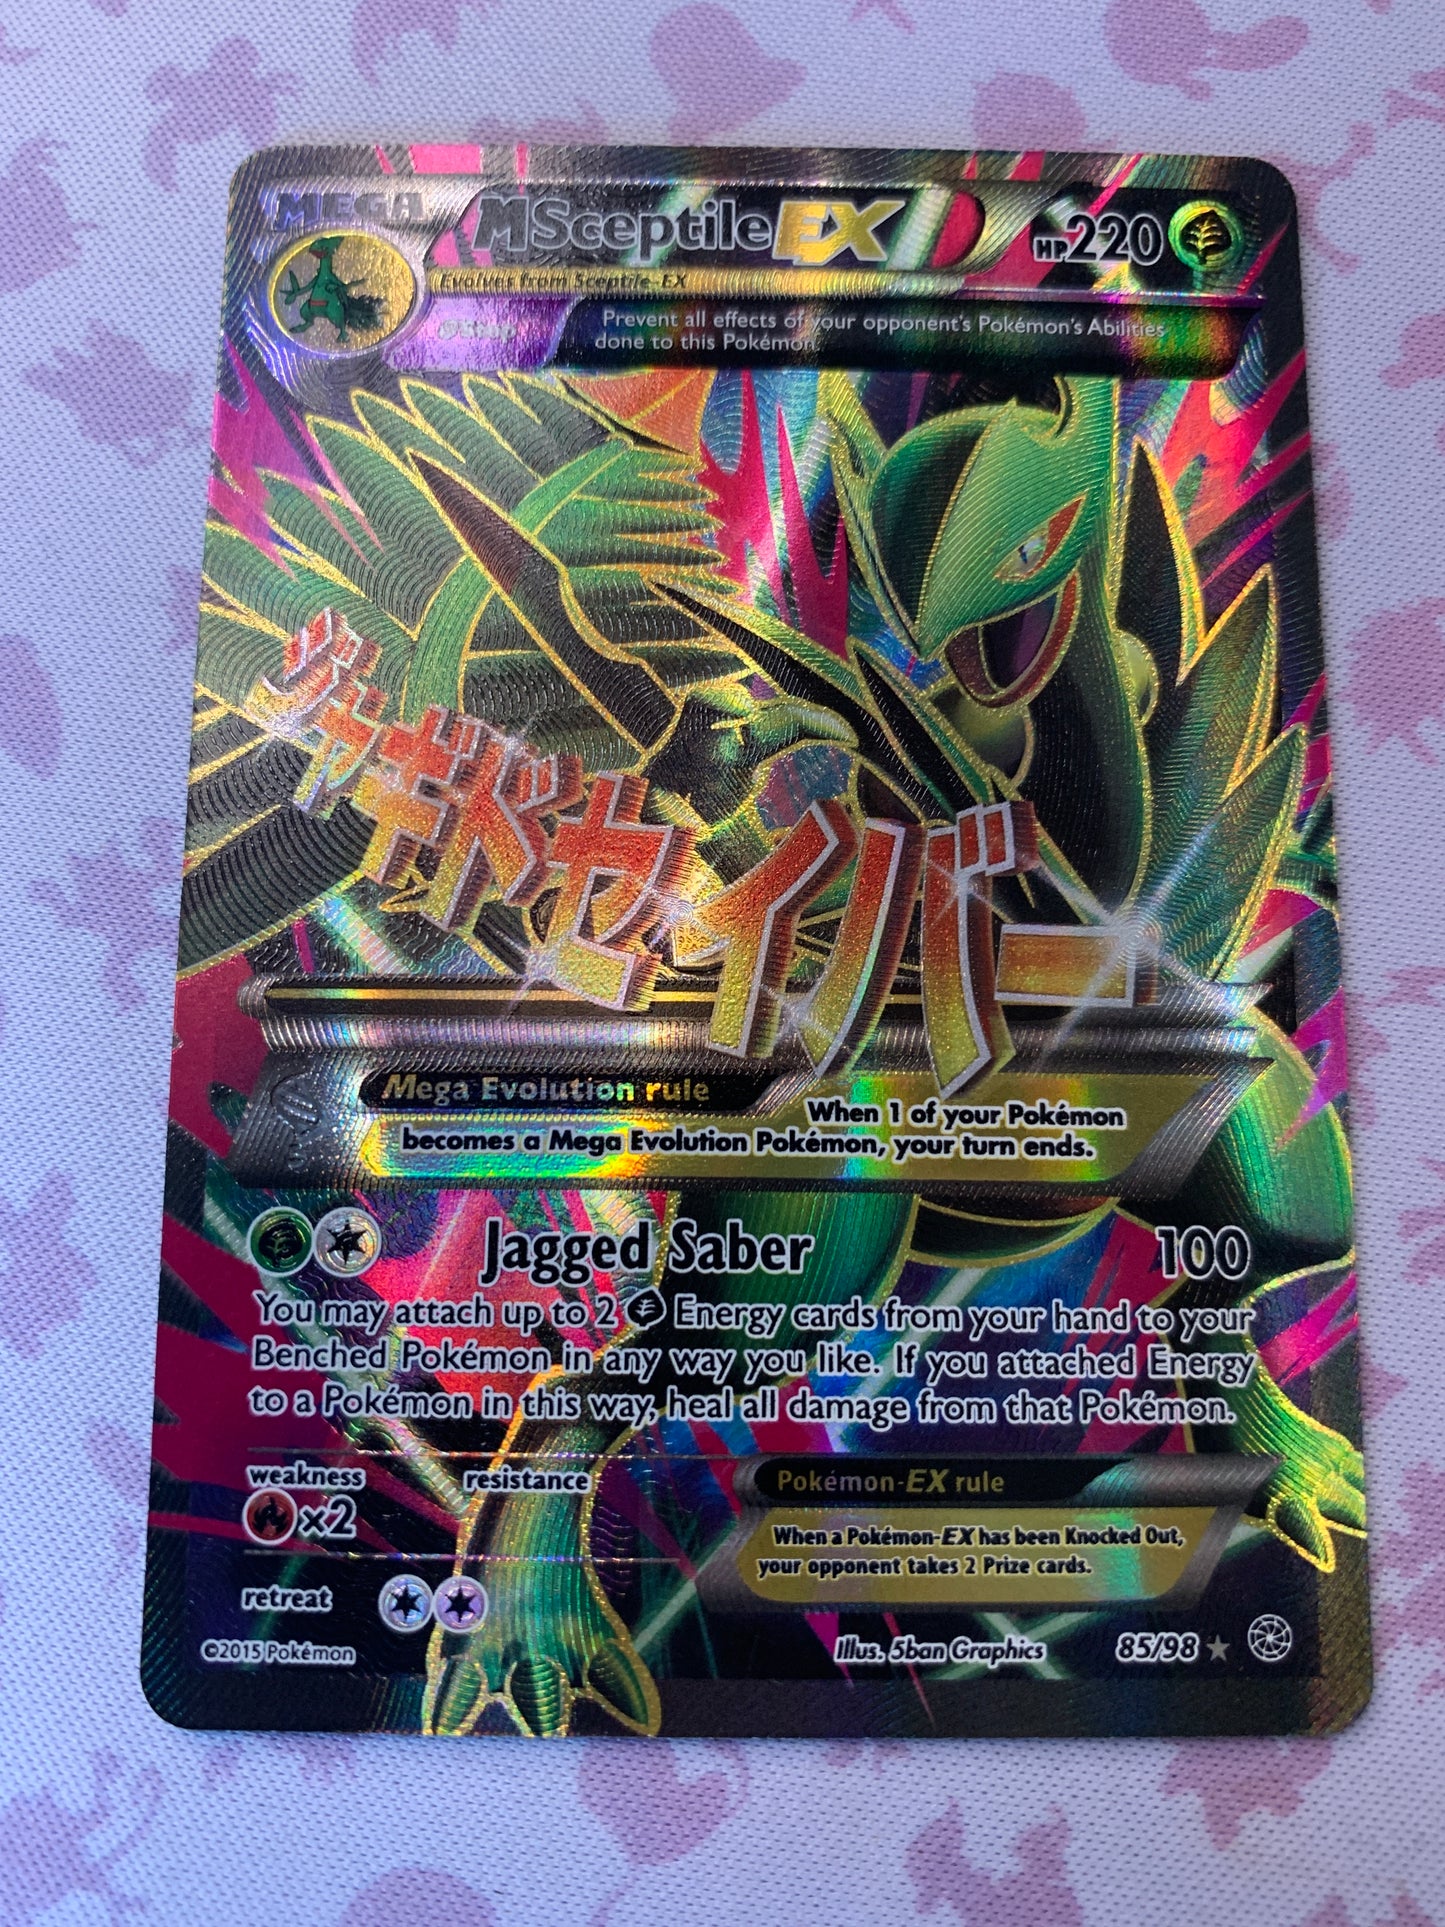 MEGA
MSceptile EX HP220
Evolves from Sceptile-EX
θStop Prevent all effects of your opponent's Pokémon's Abilities
done to this Pokémon.
ジャギドセイバー
Mega Evolution rule
When 1 of your Pokémon
becomes a Mega Evolution Pokémon, your turn ends.
Jagged Saber 100
You may attach up to 2 Energy cards from your hand to your
Benched Pokémon in any way you like. If you attached Energy
to a Pokémon in this way, heal all damage from that Pokémon.
weakness resistance
×2
Pokémon-EX rule
When a Pokémon-EX has been Knocked Out,
your opponent takes 2 Prize cards.
retreat
©2015 Pokémon Illus. 5ban Graphics 85/98 ★